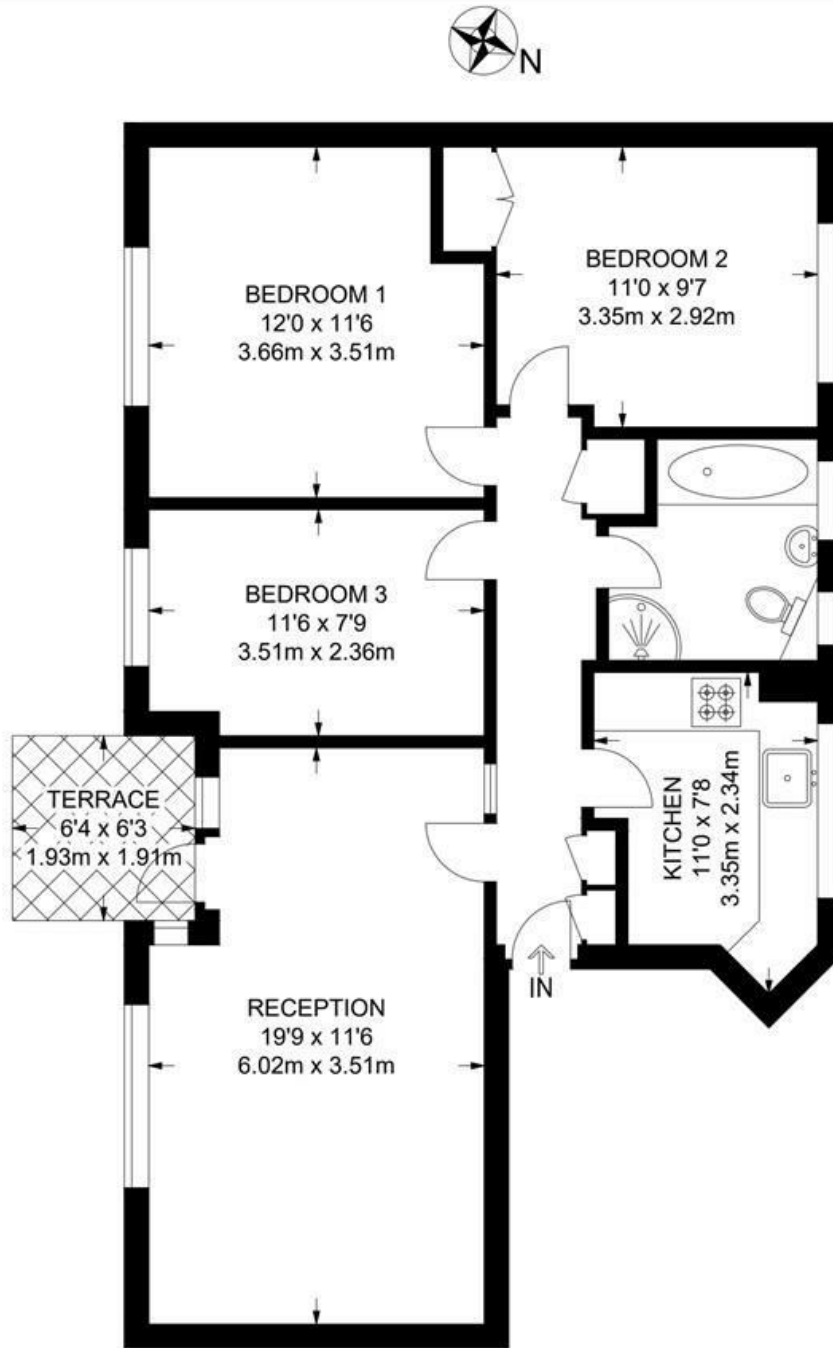 N
BEDROOM 1
12'0 x 11'6
3.66m x 3.51m
BEDROOM 2
11'0 x 9'7
3.35m x 2.92m
BEDROOM 3
11'6 x 7'9
3.51m x 2.36m
TERRACE
6'4 x 6'3
1.93m x 1.91m
KITCHEN
11'0 x 7'8
3.35m x 2.34m
IN
RECEPTION
19'9 x 11'6
6.02m x 3.51m